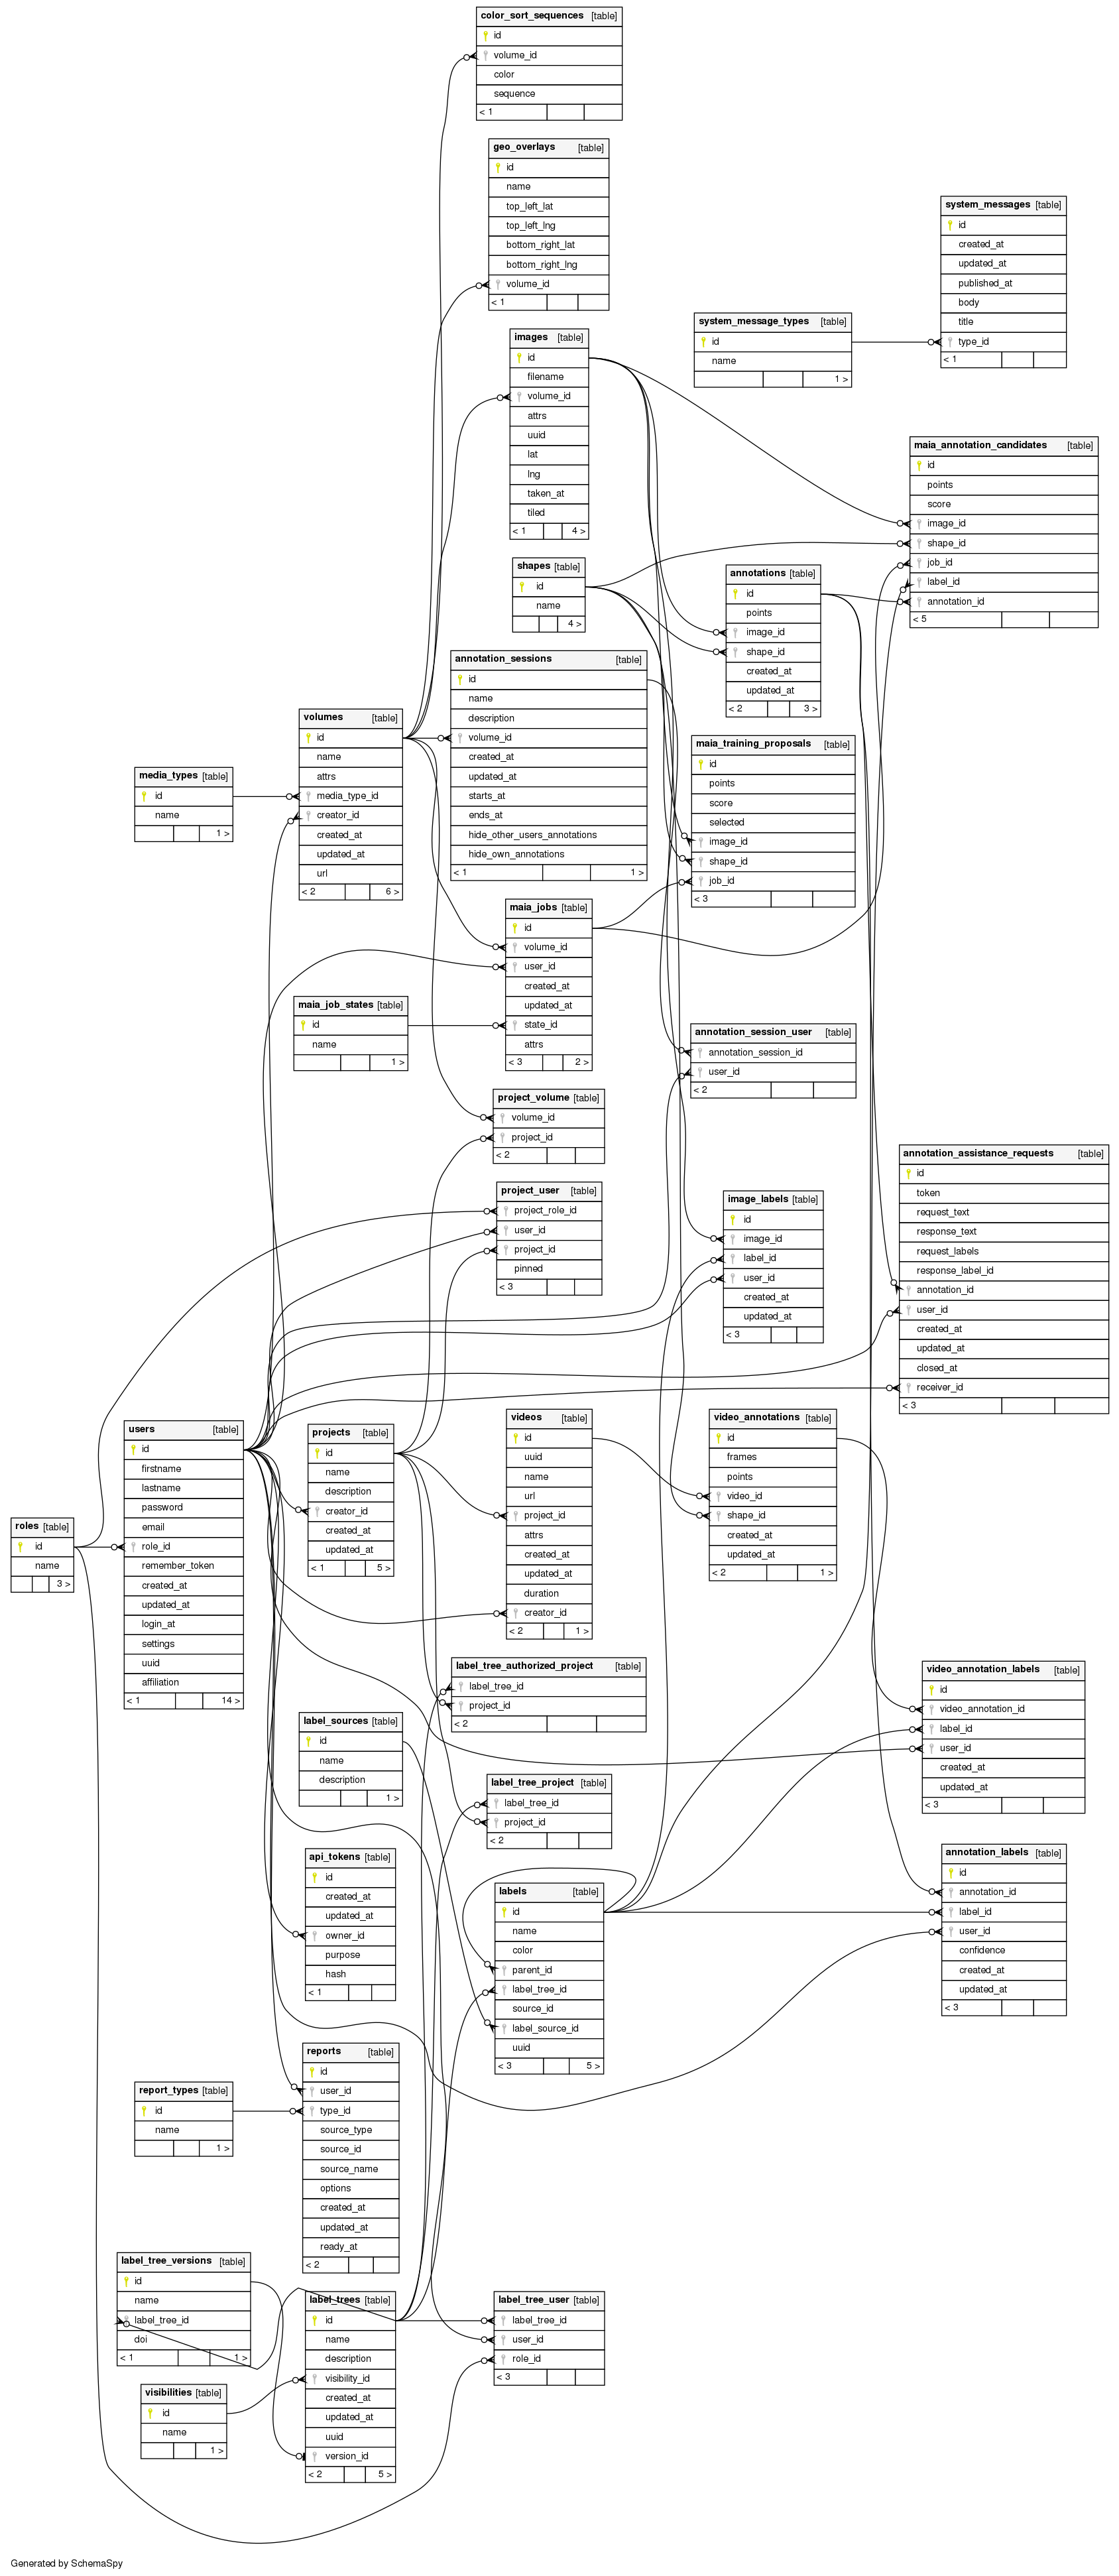 color_sort_sequences [table]
id
volume_id
color
sequence
< 1
geo_overlays [table]
id
name
top_left_lat
top_left_lng
bottom_right_lat
bottom_right_lng
volume_id
< 1
system_messages [table]
id
created_at
updated_at
published_at
body
title
type_id
< 1
system_message_types [table]
id
name
1 >
images [table]
id
filename
volume_id
attrs
uuid
lat
lng
taken_at
tiled
< 1 4 >
maia_annotation_candidates [table]
id
points
score
image_id
shape_id
job_id
label_id
annotation_id
< 5
shapes [table]
id
name
4 >
annotations [table]
id
points
image_id
shape_id
created_at
updated_at
< 2 3 >
annotation_sessions [table]
id
name
description
volume_id
created_at
updated_at
starts_at
ends_at
hide_other_users_annotations
hide_own_annotations
< 1 1 >
volumes [table]
id
name
attrs
media_type_id
creator_id
created_at
updated_at
url
< 2 6 >
media_types [table]
id
name
1 >
maia_training_proposals [table]
id
points
score
selected
image_id
shape_id
job_id
< 3
maia_jobs [table]
id
volume_id
user_id
created_at
updated_at
state_id
attrs
< 3 2 >
maia_job_states [table]
id
name
1 >
annotation_session_user [table]
annotation_session_id
user_id
< 2
project_volume [table]
volume_id
project_id
< 2
annotation_assistance_requests [table]
id
token
request_text
response_text
request_labels
response_label_id
annotation_id
user_id
created_at
updated_at
closed_at
receiver_id
< 3
project_user [table]
project_role_id
user_id
project_id
pinned
< 3
image_labels [table]
id
image_id
label_id
user_id
created_at
updated_at
< 3
users [table]
id
firstname
lastname
password
email
role_id
remember_token
created_at
updated_at
login_at
settings
uuid
affiliation
< 1 14 >
projects [table]
id
name
description
creator_id
created_at
updated_at
< 1 5 >
videos [table]
id
uuid
name
url
project_id
attrs
created_at
updated_at
duration
creator_id
< 2 1 >
video_annotations [table]
id
frames
points
video_id
shape_id
created_at
updated_at
< 2 1 >
roles [table]
id
name
3 >
label_tree_authorized_project [table]
label_tree_id
project_id
< 2
video_annotation_labels [table]
id
video_annotation_id
label_id
user_id
created_at
updated_at
< 3
label_sources [table]
id
name
description
1 >
label_tree_project [table]
label_tree_id
project_id
< 2
api_tokens [table]
id
created_at
updated_at
owner_id
purpose
hash
< 1
annotation_labels [table]
id
annotation_id
label_id
user_id
confidence
created_at
updated_at
< 3
labels [table]
id
name
color
parent_id
label_tree_id
source_id
label_source_id
uuid
< 3 5 >
reports [table]
id
user_id
type_id
source_type
source_id
source_name
options
created_at
updated_at
ready_at
< 2
report_types [table]
id
name
1 >
label_tree_versions [table]
id
name
label_tree_id
doi
< 1 1 >
label_trees [table]
id
name
description
visibility_id
created_at
updated_at
uuid
version_id
< 2 5 >
label_tree_user [table]
label_tree_id
user_id
role_id
< 3
visibilities [table]
id
name
1 >
Generated by SchemaSpy